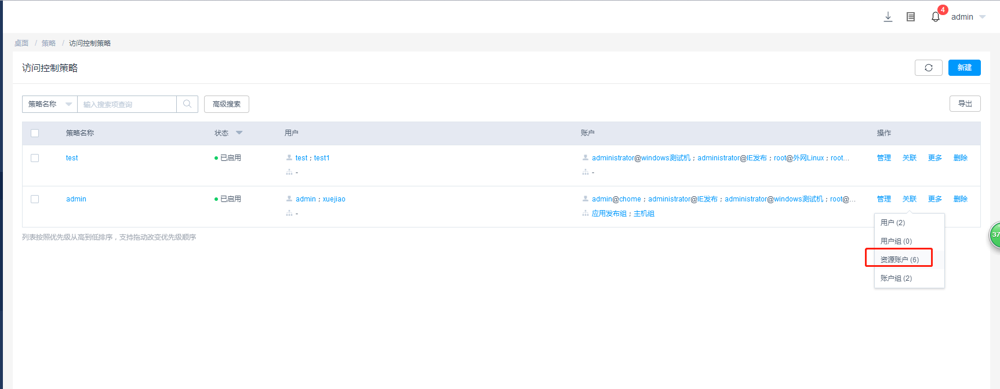 4
admin
桌面 / 策略 / 访问控制策略
访问控制策略
新建
策略名称 输入搜索项查询 高级搜索 导出
策略名称 状态 用户 账户 操作
test 已启用 test；test1 administrator@windows测试机；administrator@IE发布；root@外网Linux；root... 管理 关联 更多 删除
- -
admin 已启用 admin；xuejiao admin@chome；administrator@IE发布；administrator@windows测试机；root@... 管理 关联 更多 删除
- 应用发布组；主机组
用户 (2)
用户组 (0)
资源账户 (6)
账户组 (2)
列表按照优先级从高到低排序，支持拖动改变优先级顺序
37